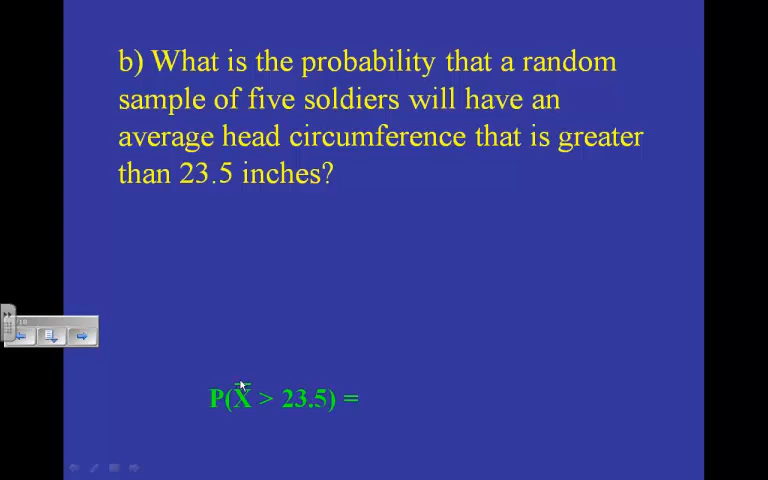 b) What is the probability that a random
sample of five soldiers will have an
average head circumference that is greater
than 23.5 inches?
P(X̅ > 23.5) =